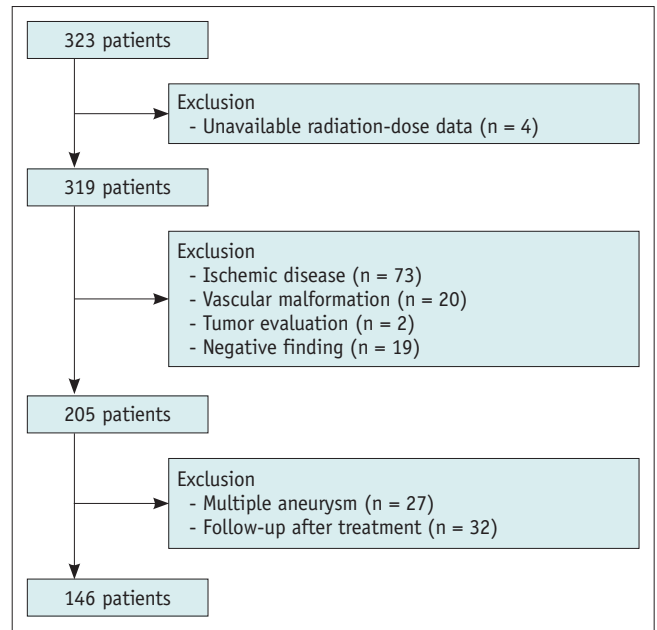 323 patients
Exclusion
- Unavailable radiation-dose data (n = 4)
319 patients
Exclusion
- Ischemic disease (n = 73)
- Vascular malformation (n = 20)
- Tumor evaluation (n = 2)
- Negative finding (n = 19)
205 patients
Exclusion
- Multiple aneurysm (n = 27)
- Follow-up after treatment (n = 32)
146 patients